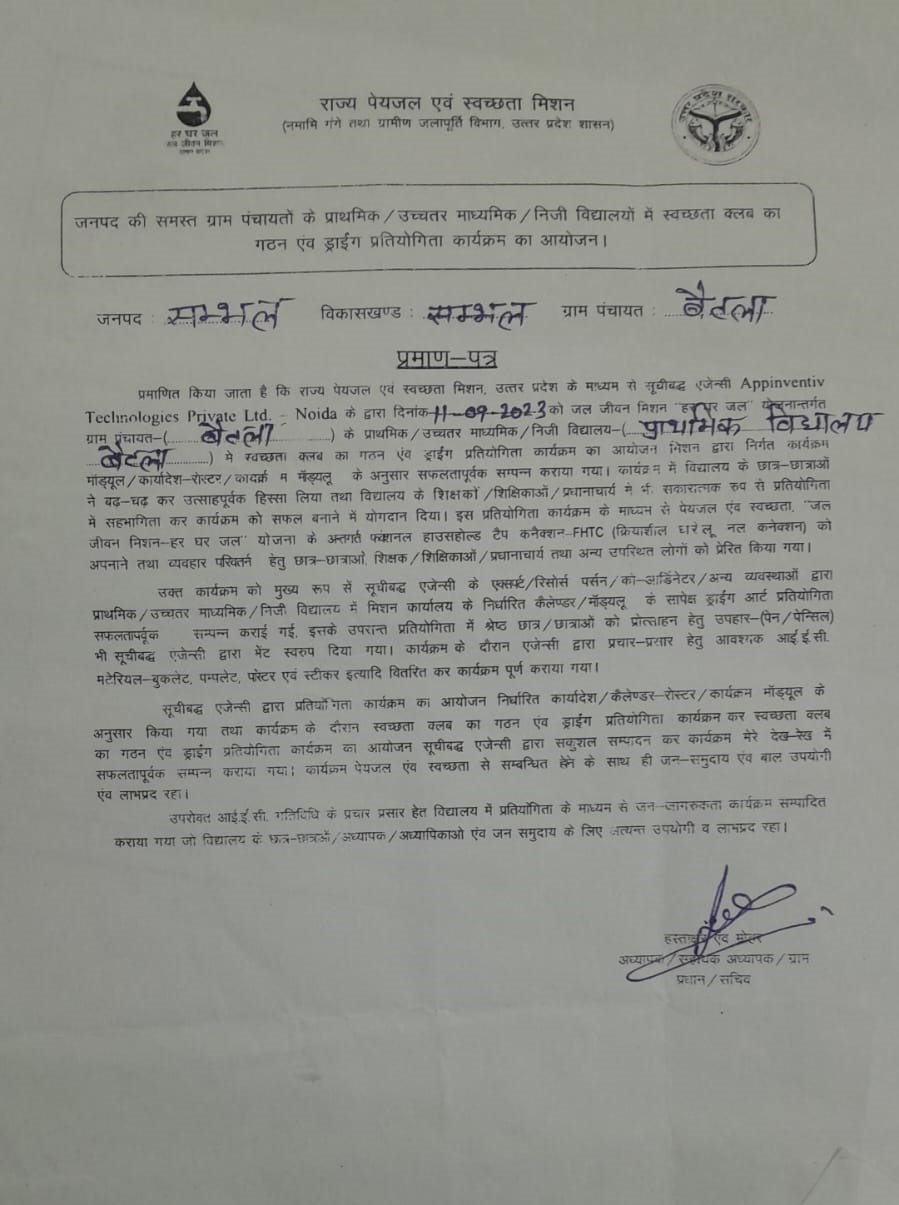 हर घर जल
जल जीवन मिशन
राज्य पेयजल एवं स्वच्छता मिशन
(नमामि गंगे तथा ग्रामीण जलापूर्ति विभाग, उत्तर प्रदेश शासन)
उत्तर प्रदेश सरकार
जनपद की समस्त ग्राम पंचायतों के प्राथमिक/उच्चतर माध्यमिक/निजी विद्यालयों में स्वच्छता क्लब का
गठन एंव ड्राईंग प्रतियोगिता कार्यक्रम का आयोजन।
जनपद : सम्भल विकासखण्ड : सम्भल ग्राम पंचायत : बैटला
प्रमाण–पत्र
प्रमाणित किया जाता है कि राज्य पेयजल एवं स्वच्छता मिशन, उत्तर प्रदेश के माध्यम से सूचीबद्ध एजेन्सी Appinventiv
Technologies Private Ltd. - Noida के द्वारा दिनांक-11-09-2023 को जल जीवन मिशन "हर घर जल" योजनान्तर्गत
ग्राम पंचायत–(बैटला) के प्राथमिक/उच्चतर माध्यमिक/निजी विद्यालय–(प्राथमिक विद्यालय
बैटला) मे स्वच्छता क्लब का गठन एंव ड्राईंग प्रतियोगिता कार्यक्रम का आयोजन मिशन द्वारा निर्गत कार्यक्रम
मॉड्यूल/कार्यादेश-रोस्टर/कार्यक्रम मॉड्यूलू के अनुसार सफलतापूर्वक सम्पन्न कराया गया। कार्यक्रम में विद्यालय के छात्र–छात्राओं
ने बढ़–चढ़ कर उत्साहपूर्वक हिस्सा लिया तथा विद्यालय के शिक्षकों/शिक्षिकाओं/प्रधानाचार्य मे भी सकारात्मक रुप से प्रतियोगिता
में सहभागिता कर कार्यक्रम को सफल बनाने में योगदान दिया। इस प्रतियोगिता कार्यक्रम के माध्यम से पेयजल एंव स्वच्छता, "जल
जीवन मिशन–हर घर जल" योजना के अन्तर्गत फंक्शनल हाउसहोल्ड टैप कनैक्शन–FHTC (क्रियाशील घरेलू नल कनेक्शन) को
अपनाने तथा व्यवहार परिवर्तन हेतु छात्र–छात्राओं, शिक्षक/शिक्षिकाओं/प्रधानाचार्य तथा अन्य उपस्थित लोगों को प्रेरित किया गया।
उक्त कार्यक्रम को मुख्य रूप से सूचीबद्ध एजेन्सी के एक्सर्पट/रिसोर्स पर्सन/को–आर्डिनेटर/अन्य व्यवस्थाओं द्वारा
प्राथमिक/उच्चतर माध्यमिक/निजी विद्यालय में मिशन कार्यालय के निर्धारित कैलेण्डर/मॉड्यलू के सापेक्ष ड्राईंग आर्ट प्रतियोगिता
सफलतापर्वूक सम्पन्न कराई गई, इसके उपरान्त प्रतियोगिता में श्रेष्ठ छात्र/छात्राओं को प्रोत्साहन हेतु उपहार–(पेन/पेन्सिल)
भी सूचीबद्ध एजेन्सी द्वारा भेंट स्वरुप दिया गया। कार्यक्रम के दौरान एजेन्सी द्वारा प्रचार–प्रसार हेतु आवश्यक आई.ई.सी.
मटेरियल–बुकलेट, पम्पलेट, पोस्टर एवं स्टीकर इत्यादि वितरित कर कार्यक्रम पूर्ण कराया गया।
सूचीबद्ध एजेन्सी द्वारा प्रतियोगिता कार्यक्रम का आयोजन निर्धारित कार्यादेश/कैलेण्डर–रोस्टर/कार्यक्रम मॉड्यूल के
अनुसार किया गया तथा कार्यक्रम के दौरान स्वच्छता क्लब का गठन एंव ड्राईंग प्रतियोगिता कार्यक्रम कर स्वच्छता क्लब
का गठन एंव ड्राईंग प्रतियोगिता कार्यक्रम का आयोजन सूचीबद्ध एजेन्सी द्वारा सकुशल सम्पादन कर कार्यक्रम मेरे देख–रेख में
सफलतापूर्वक सम्पन्न कराया गया। कार्यक्रम पेयजल एंव स्वच्छता से सम्बन्धित होने के साथ ही जन–समुदाय एंव बाल उपयोगी
एंव लाभप्रद रहा।
उपरोक्त आई.ई.सी. गतिविधि के प्रचार प्रसार हेतु विद्यालय में प्रतियोगिता के माध्यम से जन–जागरुकता कार्यक्रम सम्पादित
कराया गया जो विद्यालय के छात्र–छात्राओं/अध्यापक/अध्यापिकाओ एंव जन समुदाय के लिए अत्यन्त उपयोगी व लाभप्रद रहा।
हस्ताक्षर एंव मोहर
अध्यापक/सहायक अध्यापक/ग्राम
प्रधान/सचिव